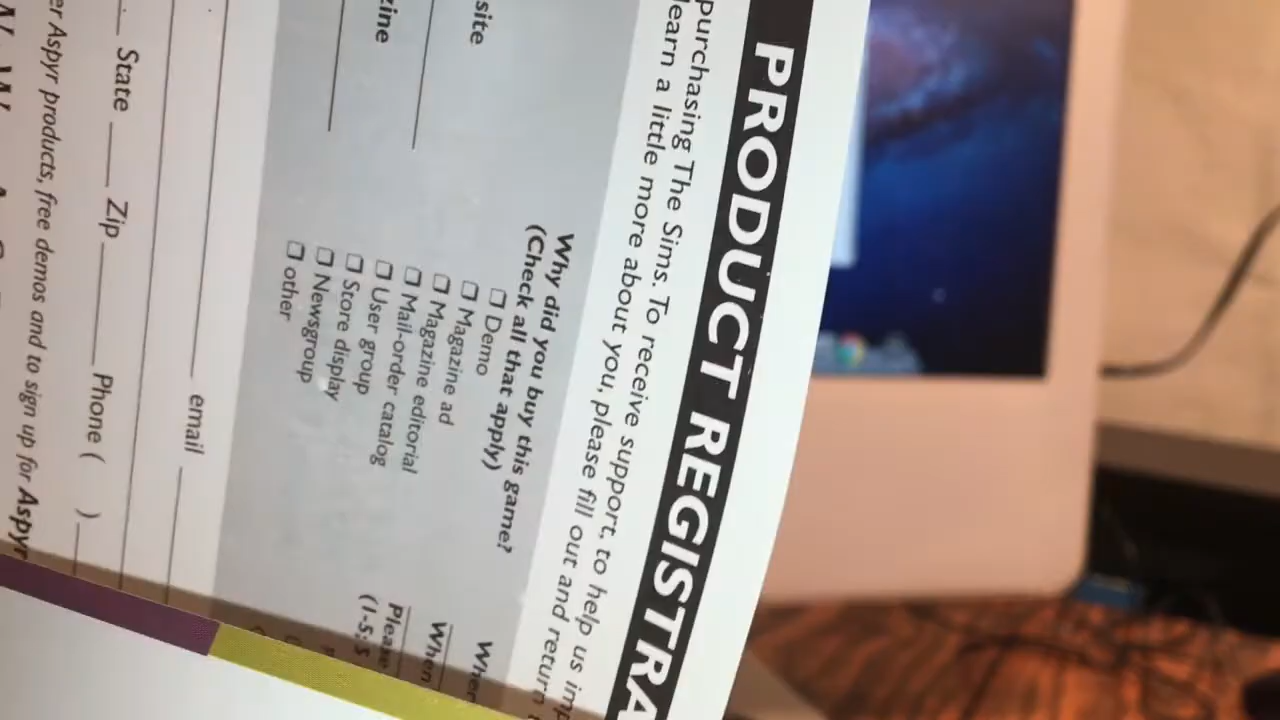 PRODUCT REGISTRA
purchasing The Sims. To receive support, to help us imp
learn a little more about you, please fill out and return
Why did you buy this game?
(Check all that apply)
Demo
Magazine ad
Magazine editorial
Mail-order catalog
User group
Store display
Newsgroup
other
site
zine
When
Please
(1-5: 5
email
State Zip Phone ( )
er Aspyr products, free demos and to sign up for Aspyr